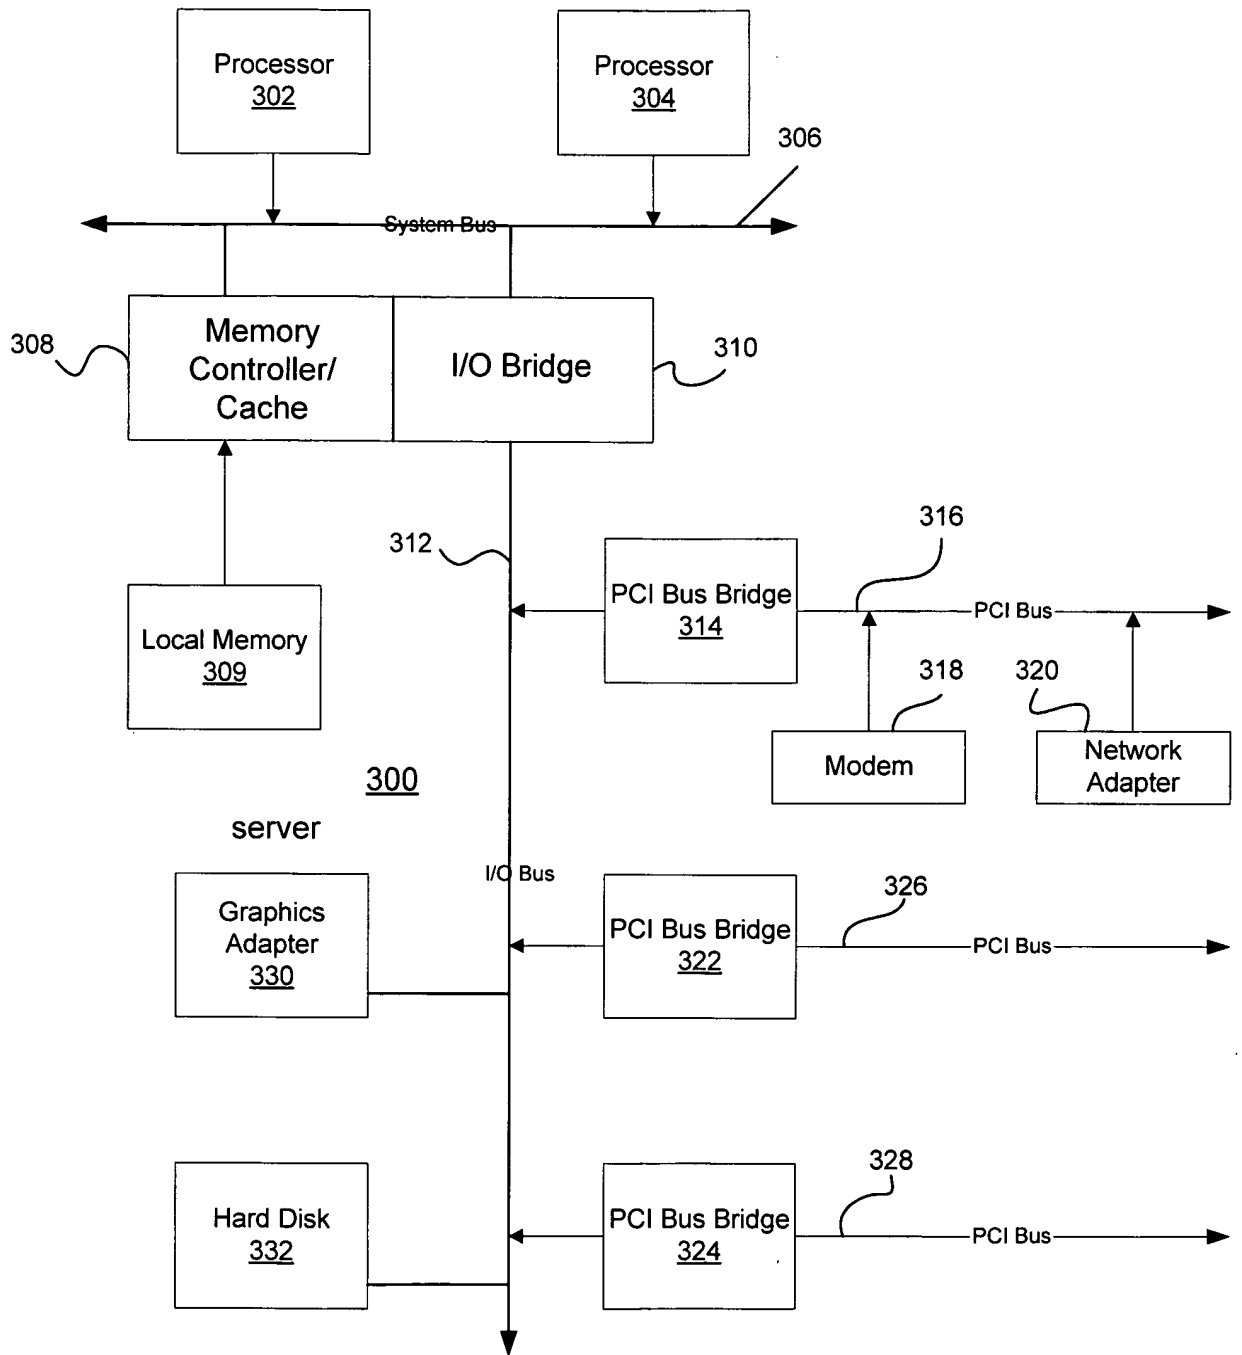 Processor
302
Processor
304
306
System Bus
308
Memory
Controller/
Cache
I/O Bridge
310
312
316
PCI Bus Bridge
314
PCI Bus
Local Memory
309
318
320
Modem
Network
Adapter
300
server
I/O Bus
Graphics
Adapter
330
PCI Bus Bridge
322
326
PCI Bus
Hard Disk
332
PCI Bus Bridge
324
328
PCI Bus